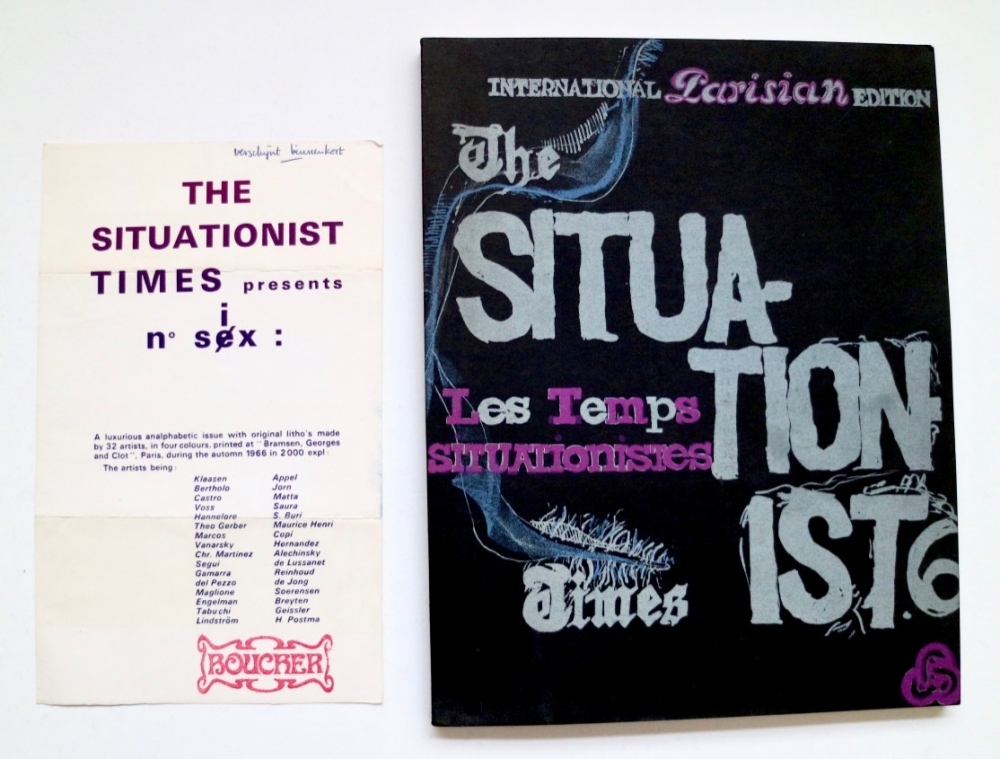 verschijnt binnenkort
THE
SITUATIONIST
TIMES presents
i
n° sex :
A luxurious analphabetic issue with original litho's made
by 32 artists, in four colours, printed at "Bramsen, Georges
and Clot", Paris, during the automn 1966 in 2000 expl:
The artists being:
Klaasen Appel
Bertholo Jorn
Castro Matta
Voss Saura
Hannelore S. Buri
Theo Gerber Maurice Henri
Marcos Copi
Vanarsky Hernandez
Chr. Martinez Alechinsky
Segui de Lussanet
Gamarra Reinhoud
del Pezzo de Jong
Maglione Soerensen
Engelman Breyten
Tabuchi Geissler
Lindström H Postma
BOUCHER
INTERNATIONAL Parisian EDITION
The
SITUA-
TION-
Les Temps
SITUATIONISTES
IST.6
Times